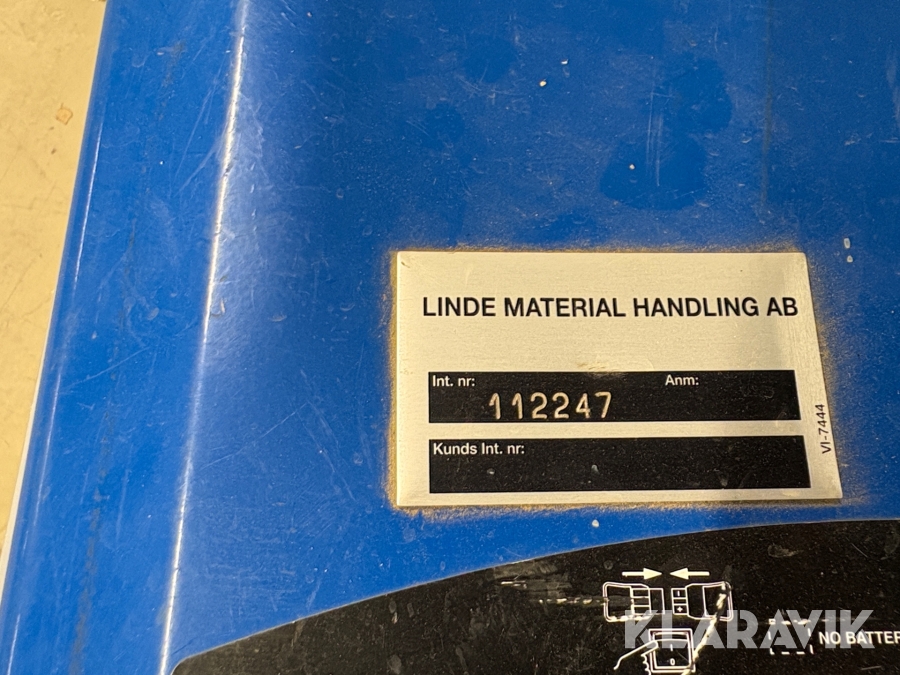 LINDE MATERIAL HANDLING AB
Int. nr: 112247 Anm:
Kunds Int. nr:
VI-7444
KLARAVIK
NO BATTER